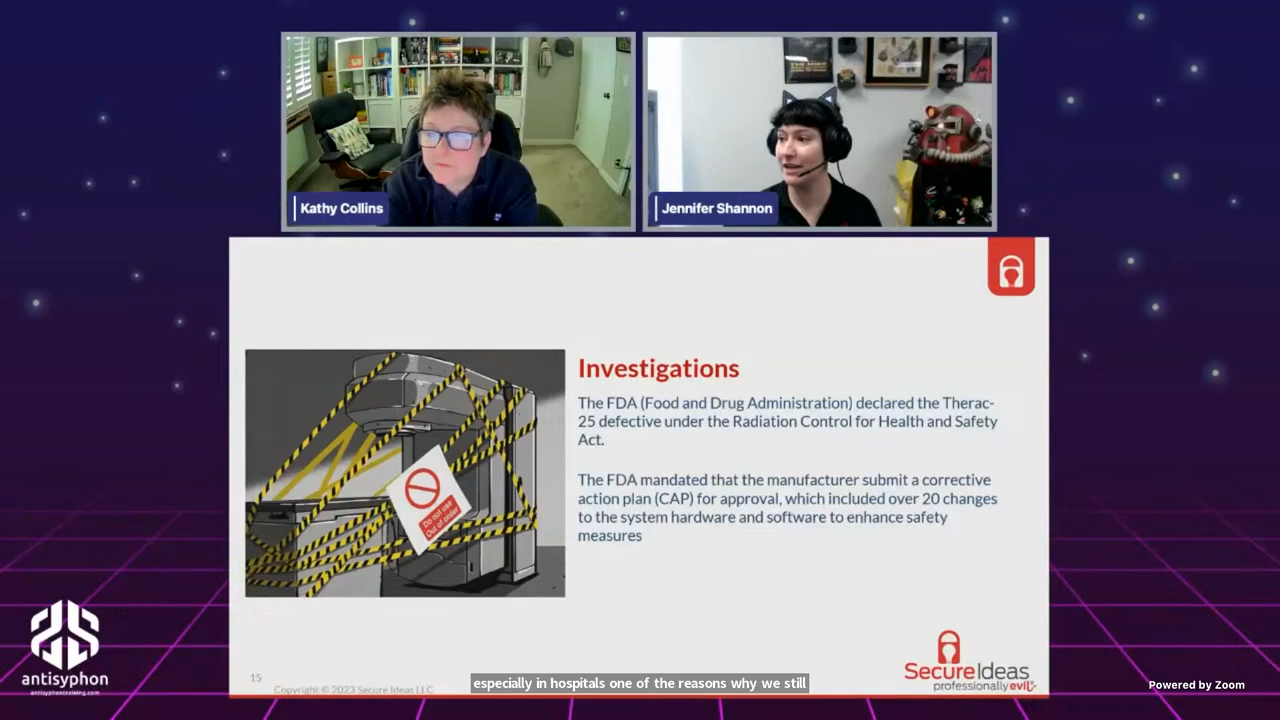 Kathy Collins
Jennifer Shannon
Investigations
The FDA (Food and Drug Administration) declared the Therac-
25 defective under the Radiation Control for Health and Safety
Act.
The FDA mandated that the manufacturer submit a corrective
action plan (CAP) for approval, which included over 20 changes
to the system hardware and software to enhance safety
measures
Do not use
Out of order
15
Copyright © 2023 Secure Ideas LLC
especially in hospitals one of the reasons why we still
SecureIdeas
professionallyevil
antisyphon
antisyphontraining.com
Powered by Zoom